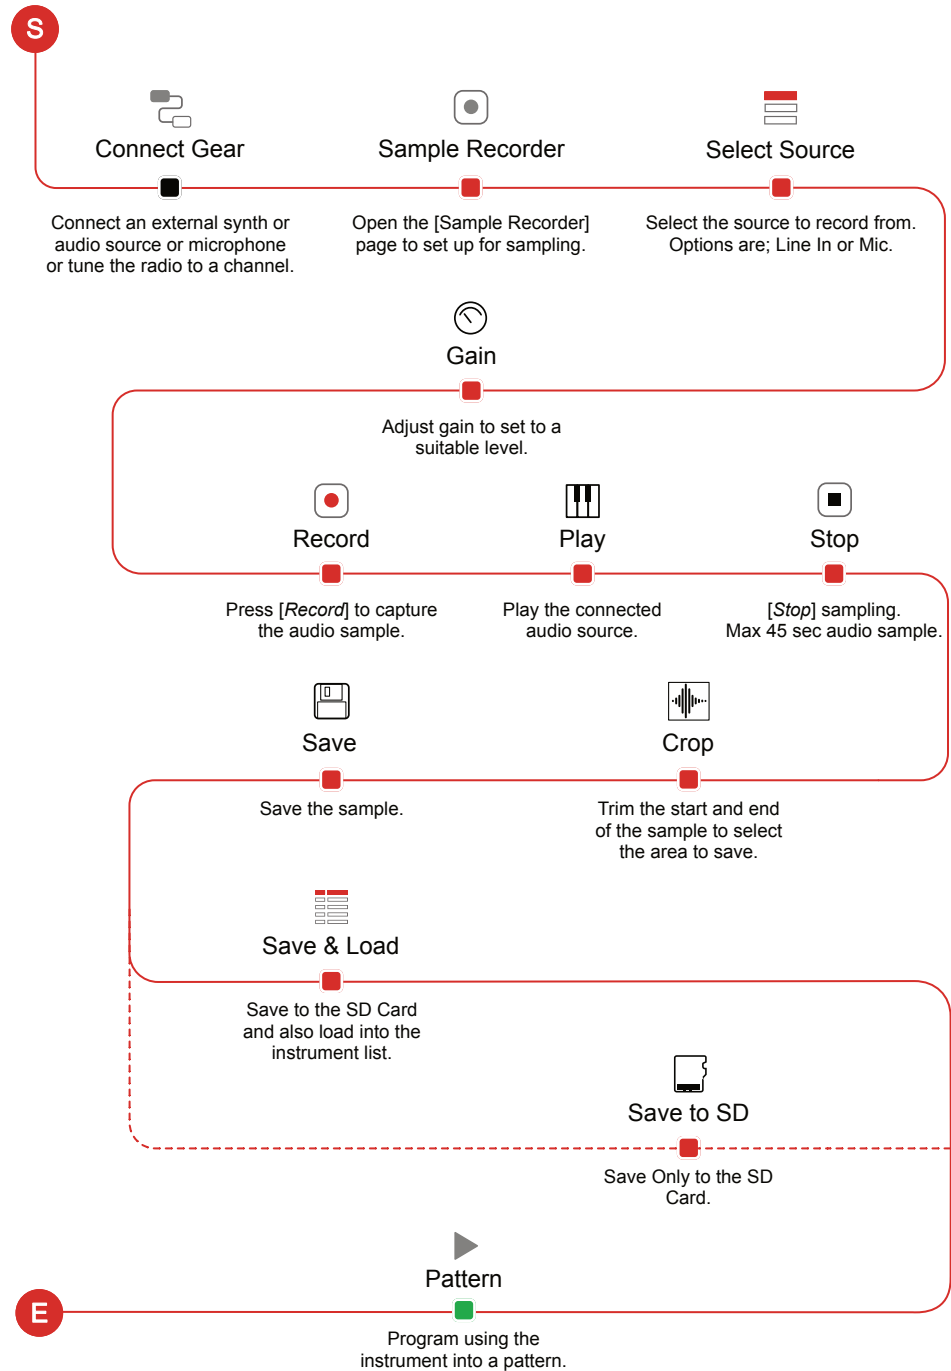 S
Connect Gear
Connect an external synth or
audio source or microphone
or tune the radio to a channel.
Sample Recorder
Open the [Sample Recorder]
page to set up for sampling.
Select Source
Select the source to record from.
Options are; Line In or Mic.
Gain
Adjust gain to set to a
suitable level.
Record
Press [Record] to capture
the audio sample.
Play
Play the connected
audio source.
Stop
[Stop] sampling.
Max 45 sec audio sample.
Save
Save the sample.
Crop
Trim the start and end
of the sample to select
the area to save.
Save & Load
Save to the SD Card
and also load into the
instrument list.
Save to SD
Save Only to the SD
Card.
Pattern
E
Program using the
instrument into a pattern.